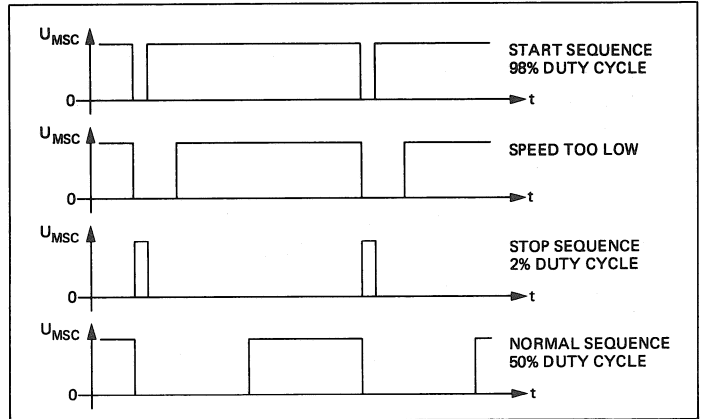 U_MSC
START SEQUENCE
98% DUTY CYCLE
0
t
U_MSC
SPEED TOO LOW
0
t
U_MSC
STOP SEQUENCE
2% DUTY CYCLE
0
t
U_MSC
NORMAL SEQUENCE
50% DUTY CYCLE
0
t